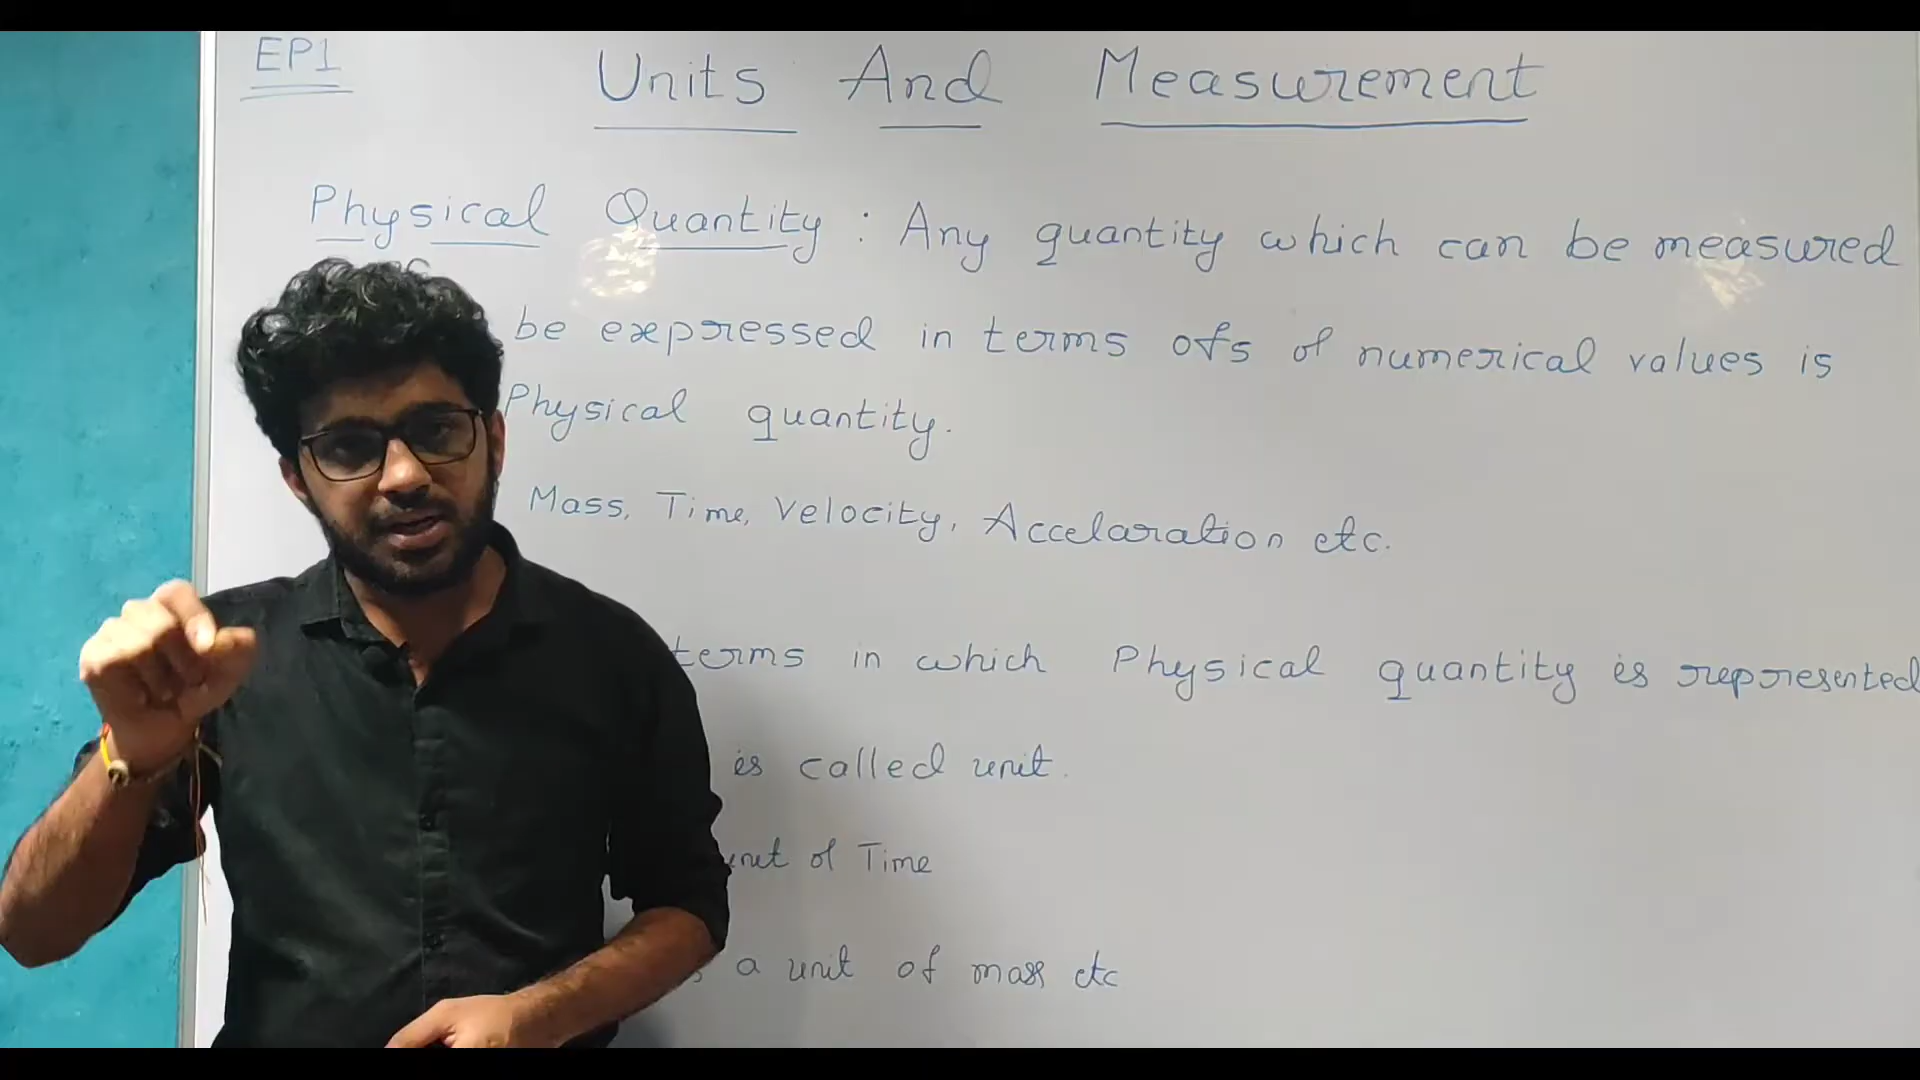 EP1
Units And Measurement
Physical Quantity : Any quantity which can be measured
be expressed in terms ofs of numerical values is
Physical quantity.
Mass, Time, Velocity, Accelaration etc.
terms in which Physical quantity is represented
is called unit.
unit of Time
a unit of mass etc